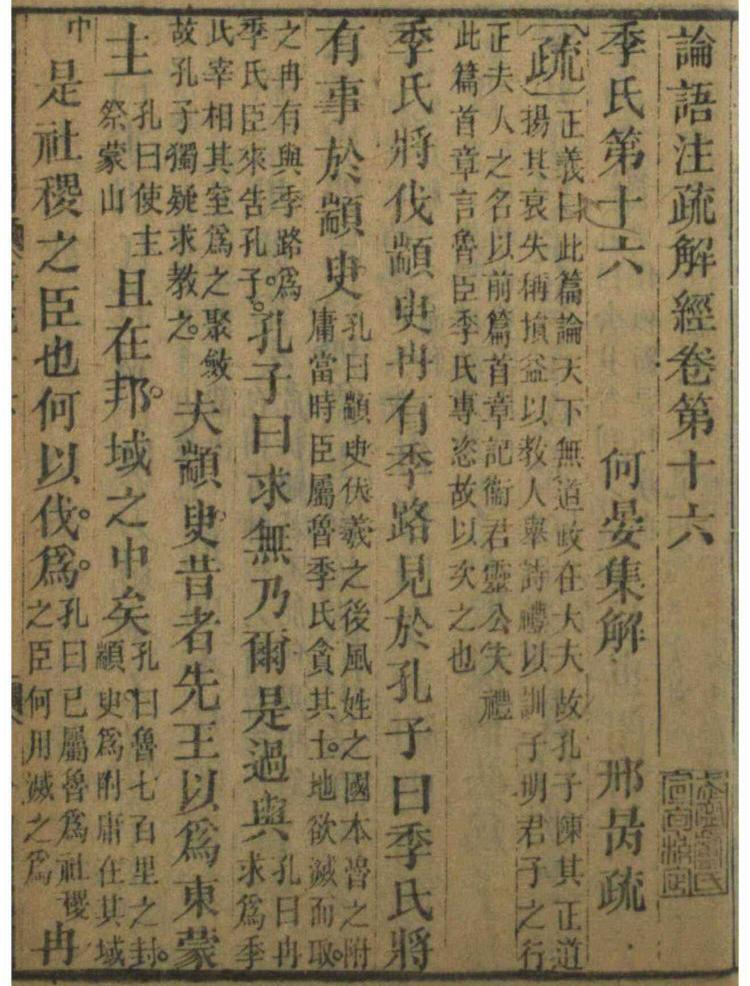 論語注疏解經卷第十六
季氏第十六 何晏集解 邢昺疏
疏 正義曰此篇論天下無道政在大夫故孔子陳其正道
揚其衰失稱損益以教人舉詩禮以訓子明君子之行
正夫人之名以前篇首章記衞君靈公失禮
此篇首章言魯臣季氏專恣故以次之也
季氏將伐顓臾冉有季路見於孔子曰季氏將
有事於顓臾 孔曰顓臾伏羲之後風姓之國本魯之附
庸當時臣屬魯季氏貪其土地欲滅而取
之冉有與季路爲
季氏臣來告孔子。 孔子曰求無乃爾是過與 孔曰冉
求爲季
氏宰相其室爲之聚斂
故孔子獨疑求教之。 夫顓臾昔者先王以爲東蒙
主 孔曰使主
祭蒙山 且在邦域之中矣 孔曰魯七百里之封。
顓臾爲附庸在其域
中 是社稷之臣也何以伐爲。 孔曰已屬魯爲社稷
之臣何用滅之爲 冉